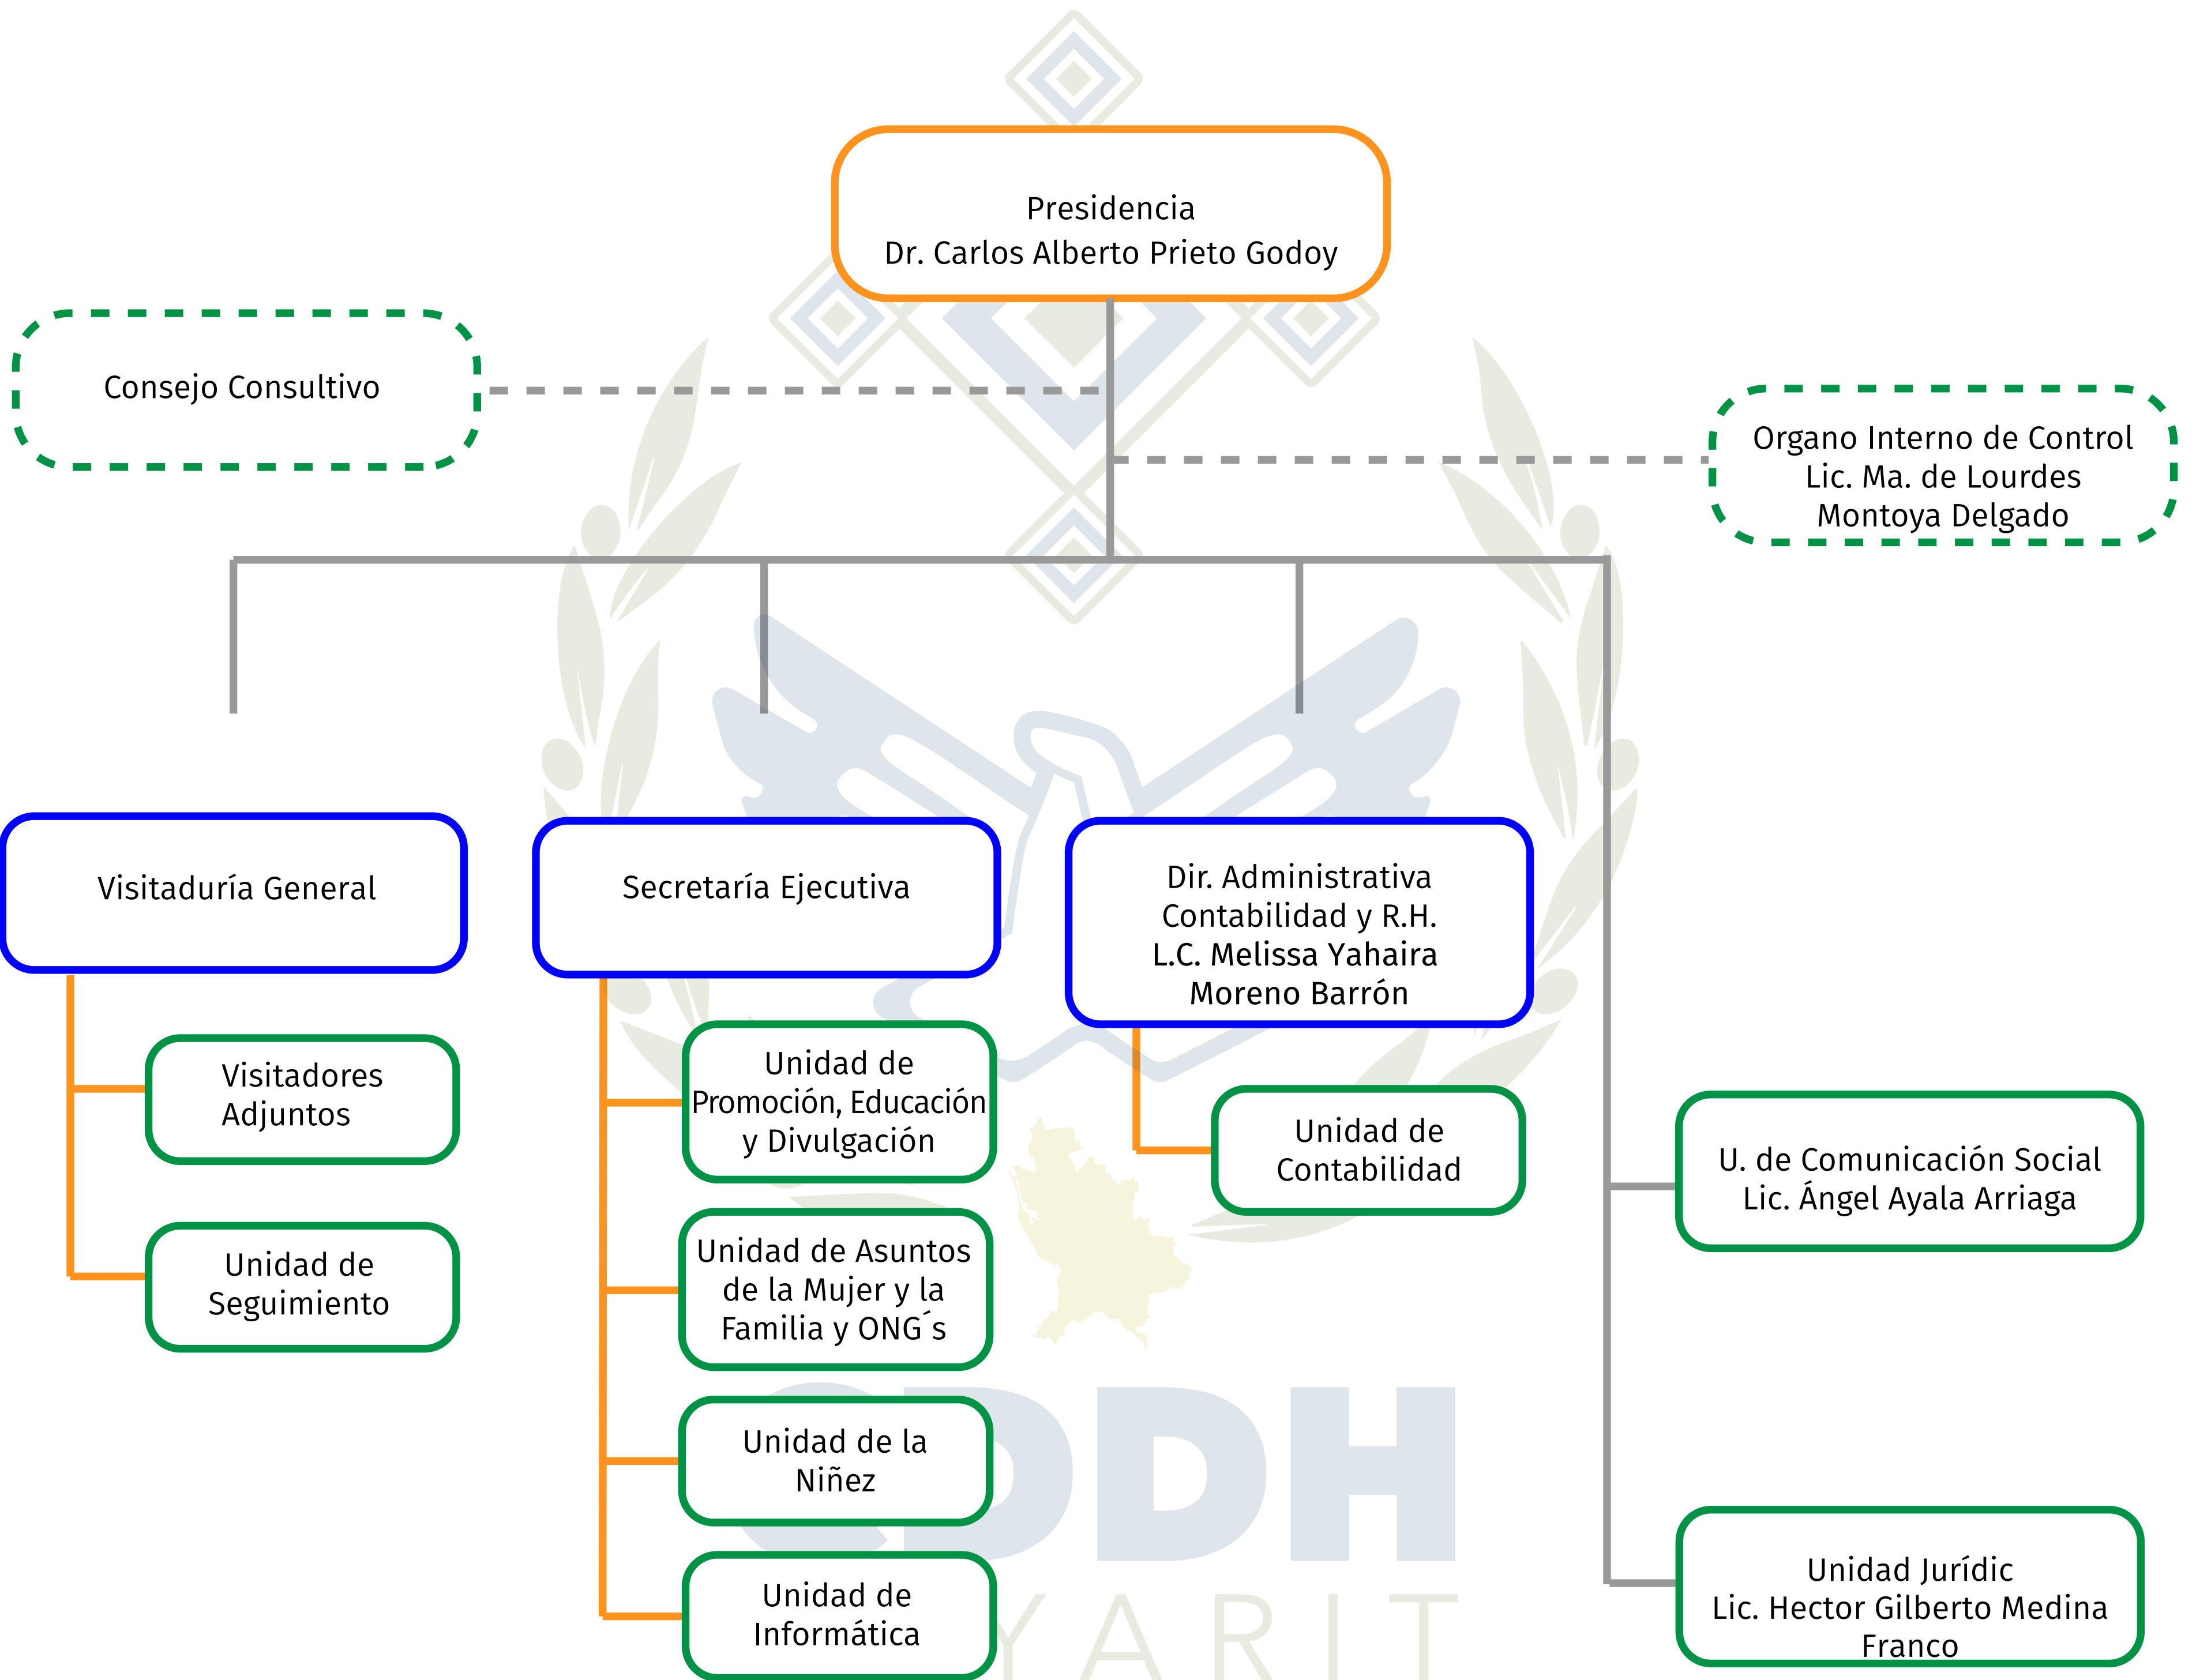 Presidencia
Dr. Carlos Alberto Prieto Godoy
Consejo Consultivo
Organo Interno de Control
Lic. Ma. de Lourdes
Montoya Delgado
Visitaduría General
Secretaría Ejecutiva
Dir. Administrativa
Contabilidad y R.H.
L.C. Melissa Yahaira
Moreno Barrón
Visitadores
Adjuntos
Unidad de
Seguimiento
Unidad de
Promoción, Educación
y Divulgación
Unidad de Asuntos
de la Mujer y la
Familia y ONG´s
Unidad de la
Niñez
Unidad de
Informática
Unidad de
Contabilidad
U. de Comunicación Social
Lic. Ángel Ayala Arriaga
Unidad Jurídic
Lic. Hector Gilberto Medina
Franco
CDDH
YARIT